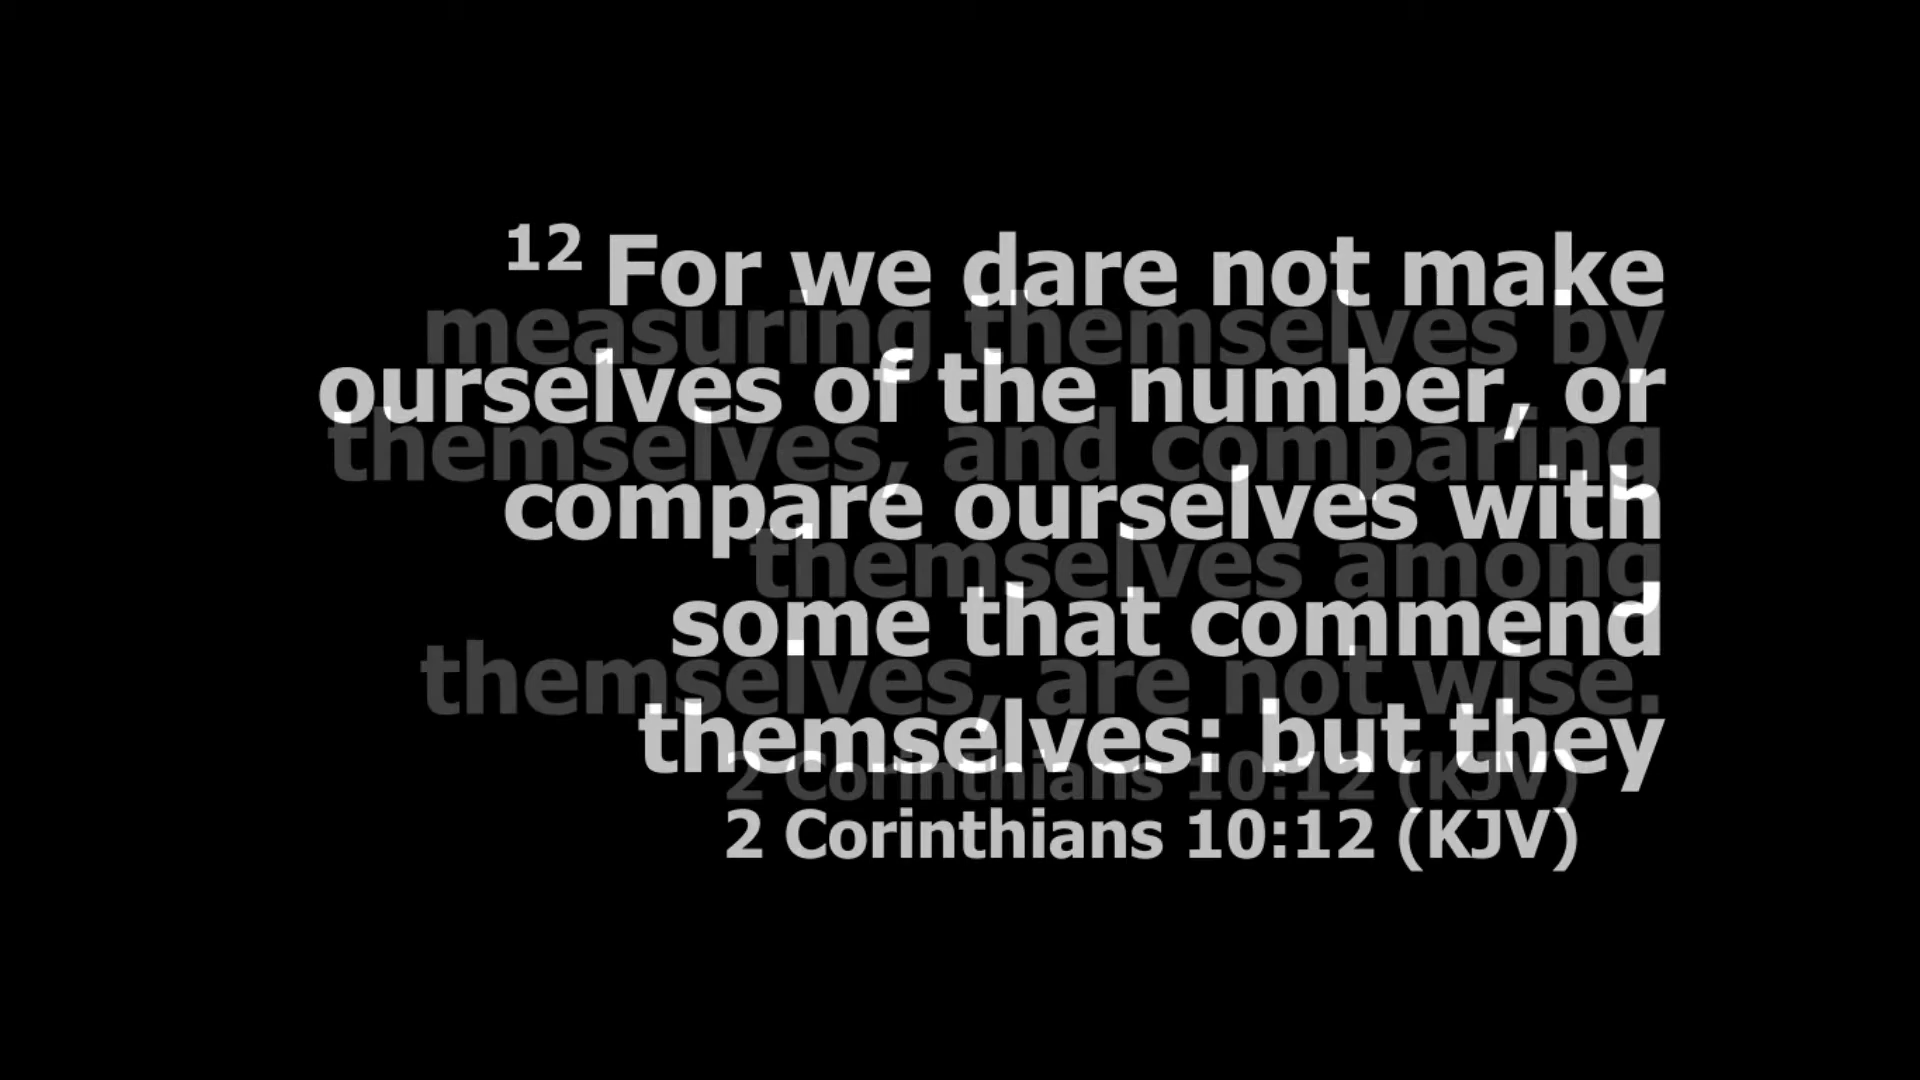 12 For we dare not make
ourselves of the number, or
compare ourselves with
some that commend
themselves: but they
2 Corinthians 10:12 (KJV)
measuring themselves by
themselves, and comparing
themselves among
themselves, are not wise.
2 Corinthians 10:12 (KJV)